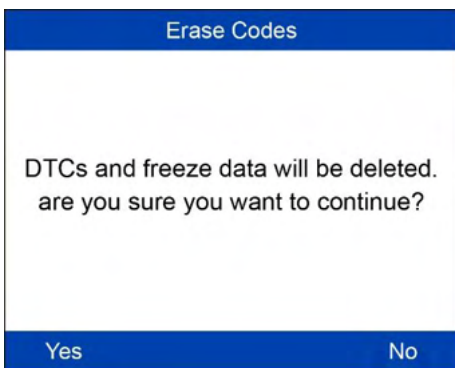 Erase Codes
DTCs and freeze data will be deleted.
are you sure you want to continue?
Yes
No